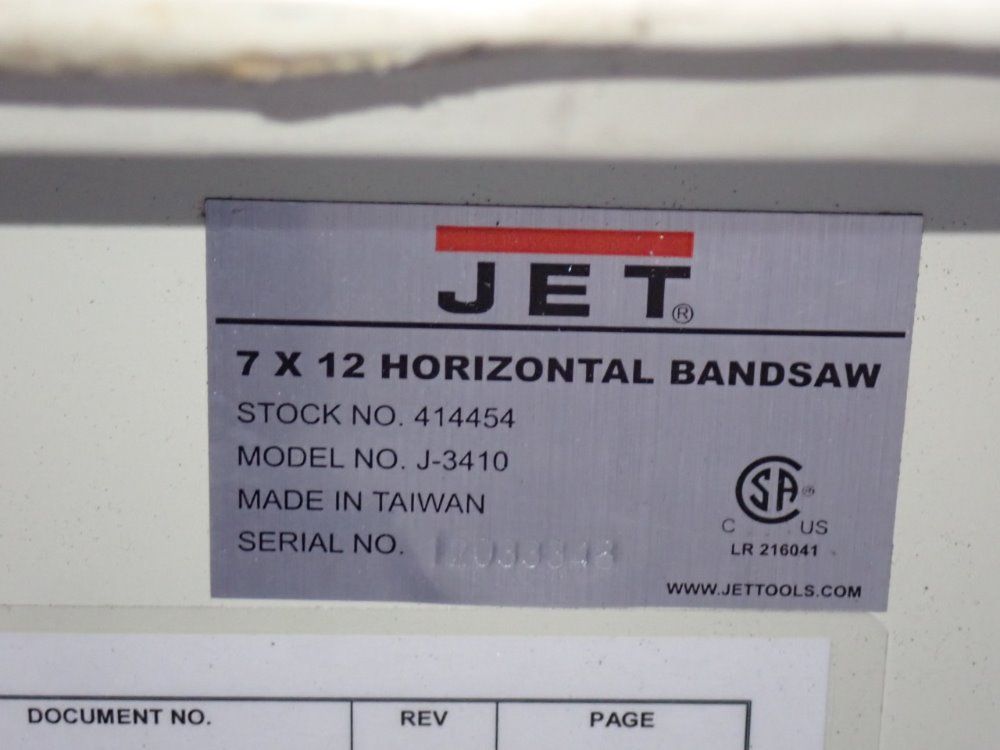 JET®
7 X 12 HORIZONTAL BANDSAW
STOCK NO. 414454
MODEL NO. J-3410
MADE IN TAIWAN
SERIAL NO.
SA®
C US
LR 216041
WWW.JETTOOLS.COM
DOCUMENT NO. REV PAGE